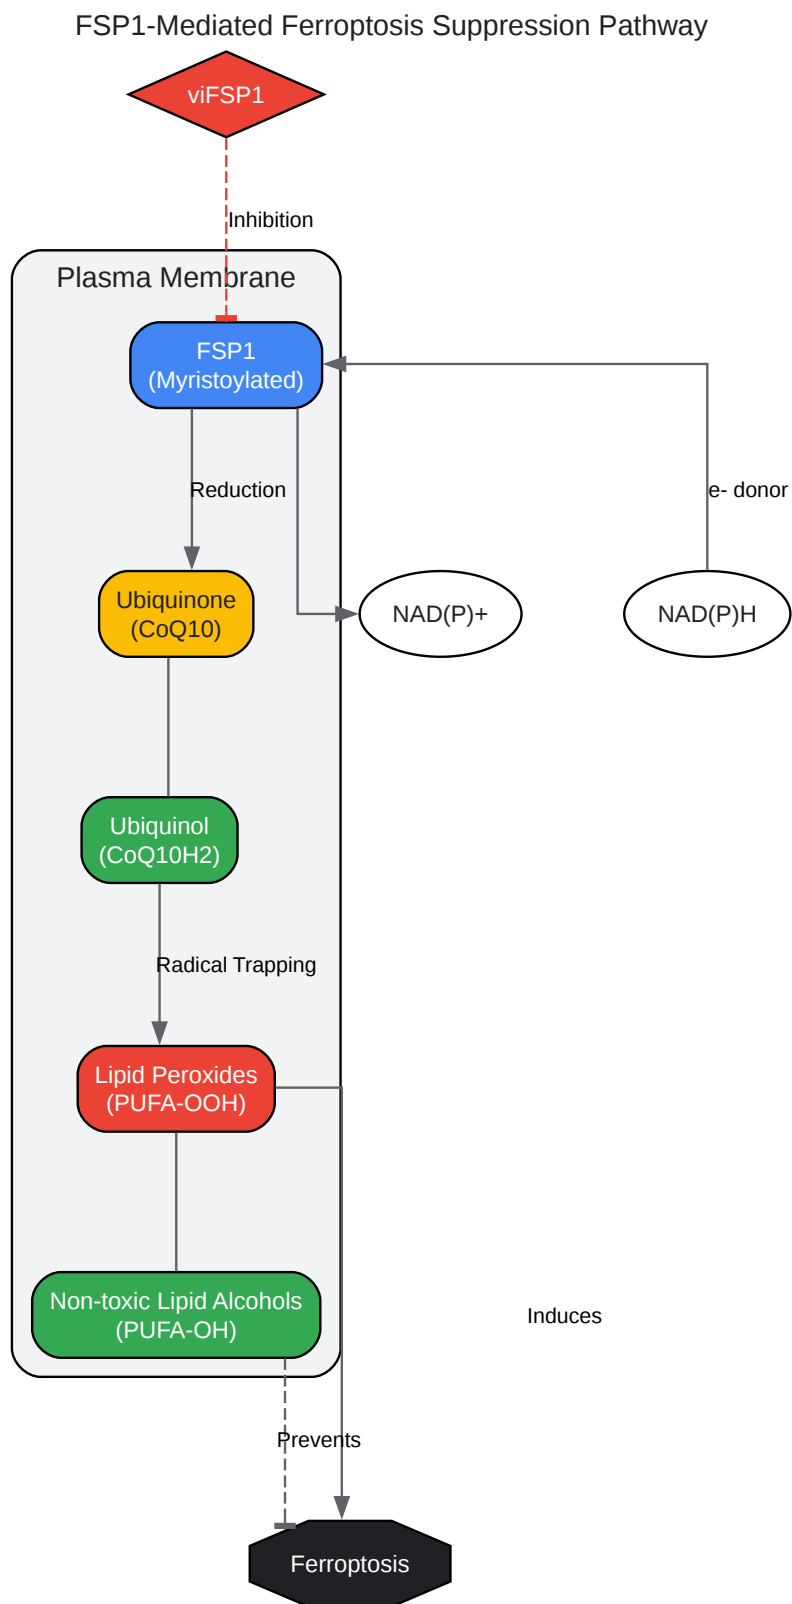 FSP1-Mediated Ferroptosis Suppression Pathway
viFSP1
Inhibition
Plasma Membrane
FSP1
(Myristoylated)
Reduction
e- donor
Ubiquinone
(CoQ10)
NAD(P)+
NAD(P)H
Ubiquinol
(CoQ10H2)
Radical Trapping
Lipid Peroxides
(PUFA-OOH)
Non-toxic Lipid Alcohols
(PUFA-OH)
Induces
Prevents
Ferroptosis